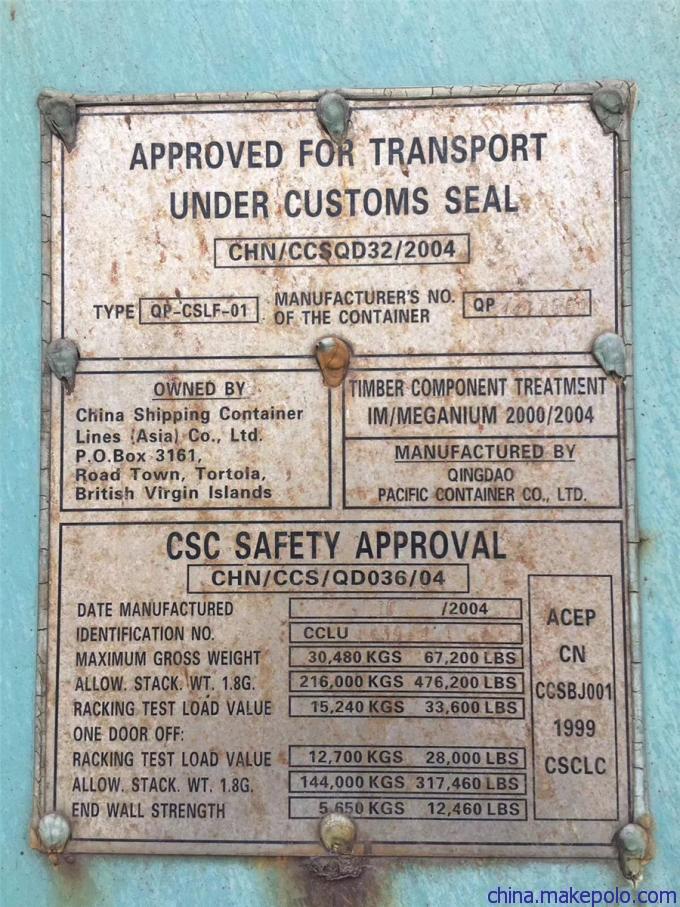 APPROVED FOR TRANSPORT
UNDER CUSTOMS SEAL
CHN/CCSQD32/2004
TYPE QP-CSLF-01 MANUFACTURER'S NO. OF THE CONTAINER QP
OWNED BY
China Shipping Container
Lines (Asia) Co., Ltd.
P.O.Box 3161,
Road Town, Tortola,
British Virgin Islands
TIMBER COMPONENT TREATMENT
IM/MEGANIUM 2000/2004
MANUFACTURED BY
QINGDAO
PACIFIC CONTAINER CO., LTD.
CSC SAFETY APPROVAL
CHN/CCS/QD036/04
DATE MANUFACTURED /2004
IDENTIFICATION NO. CCLU
MAXIMUM GROSS WEIGHT 30,480 KGS 67,200 LBS
ALLOW. STACK. WT. 1.8G. 216,000 KGS 476,200 LBS
RACKING TEST LOAD VALUE 15,240 KGS 33,600 LBS
ONE DOOR OFF:
RACKING TEST LOAD VALUE 12,700 KGS 28,000 LBS
ALLOW. STACK. WT. 1.8G. 144,000 KGS 317,460 LBS
END WALL STRENGTH 5,650 KGS 12,460 LBS
ACEP
CN
CCSBJ001
1999
CSCLC
china.makepolo.com